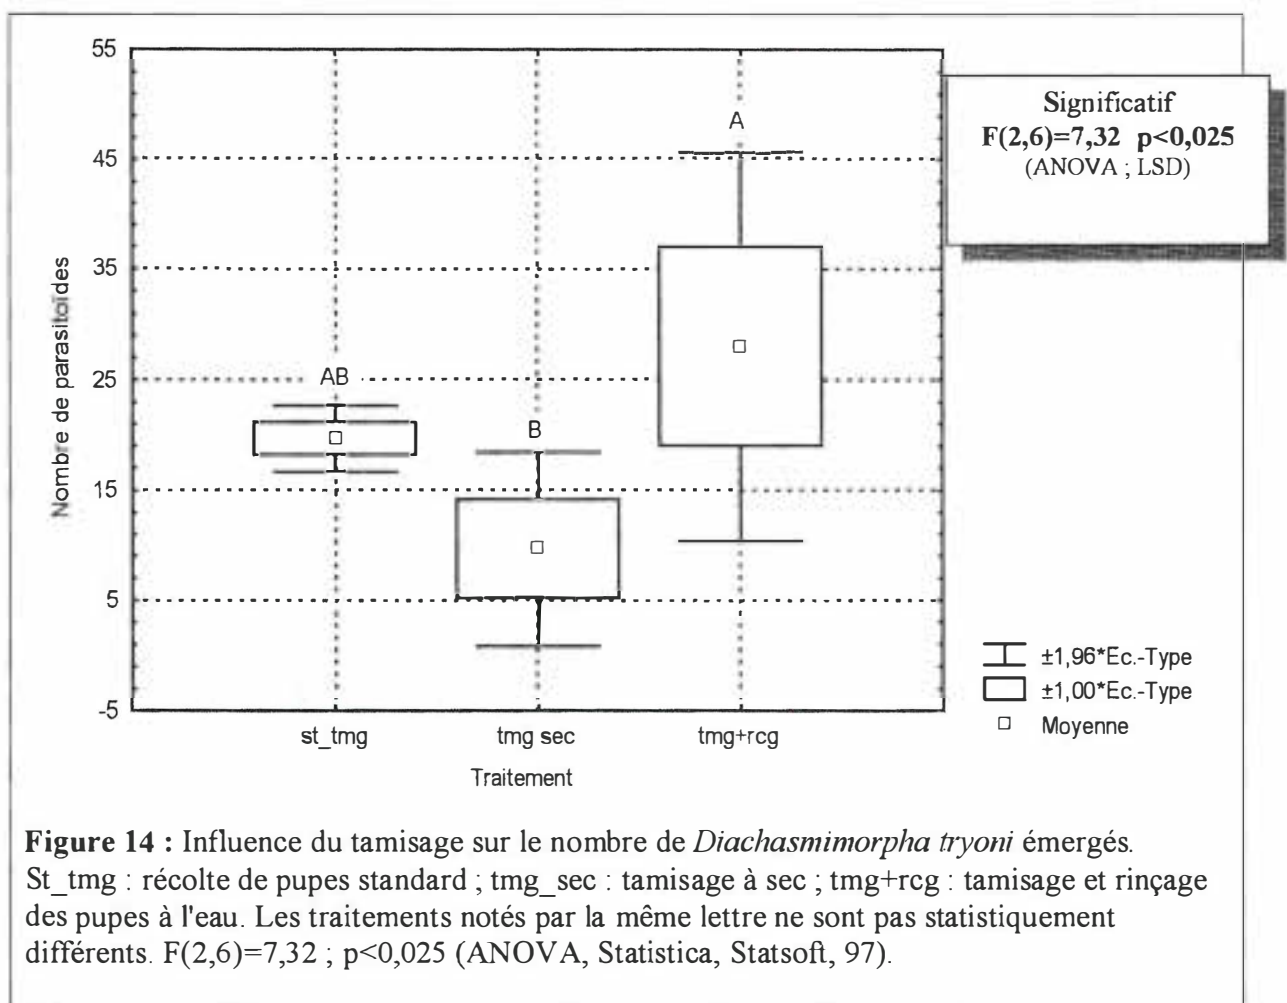 55
45
35
25
15
5
-5
Nombre de parasitoïdes
AB
B
A
st_tmg
tmg sec
tmg+rcg
Traitement
Significatif
F(2,6)=7,32 p<0,025
(ANOVA ; LSD)
±1,96*Ec.-Type
±1,00*Ec.-Type
Moyenne
Figure 14 : Influence du tamisage sur le nombre de Diachasmimorpha tryoni émergés.
St_tmg : récolte de pupes standard ; tmg_sec : tamisage à sec ; tmg+rcg : tamisage et rinçage
des pupes à l'eau. Les traitements notés par la même lettre ne sont pas statistiquement
différents. F(2,6)=7,32 ; p<0,025 (ANOVA, Statistica, Statsoft, 97).